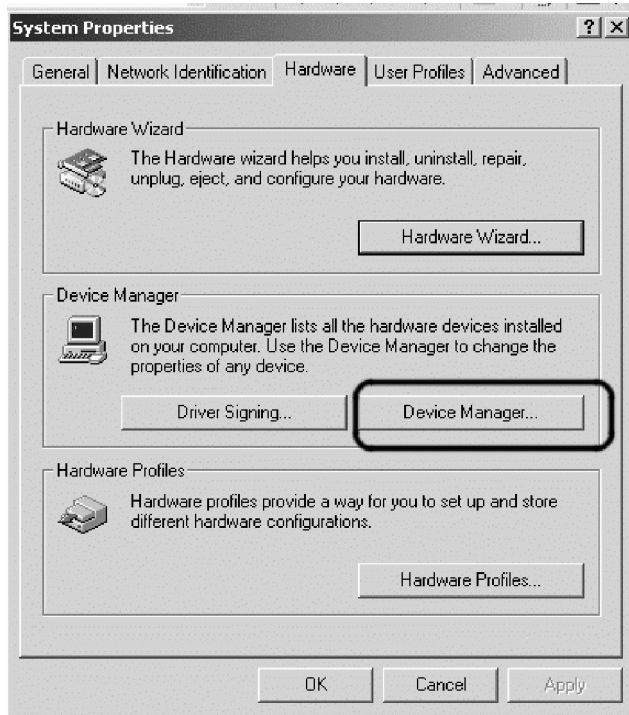 System Properties
General
Network Identification
Hardware
User Profiles
Advanced
Hardware Wizard
The Hardware wizard helps you install, uninstall, repair,
unplug, eject, and configure your hardware.
Hardware Wizard...
Device Manager
The Device Manager lists all the hardware devices installed
on your computer. Use the Device Manager to change the
properties of any device.
Driver Signing...
Device Manager...
Hardware Profiles
Hardware profiles provide a way for you to set up and store
different hardware configurations.
Hardware Profiles...
OK
Cancel
Apply